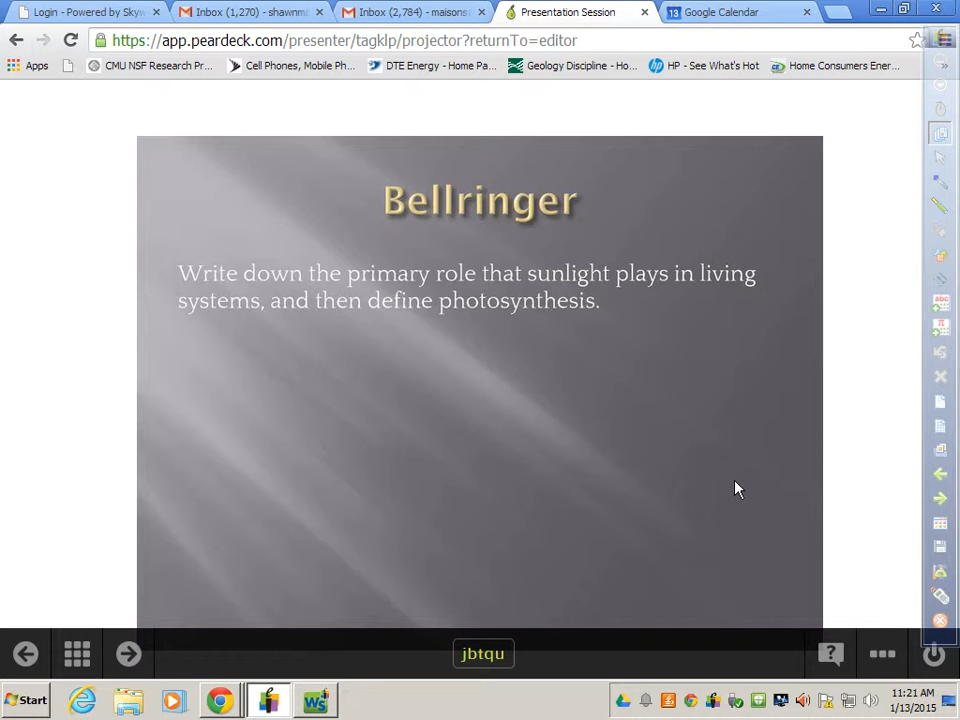 Login - Powered by Skyw
Inbox (1,270) - shawnma
Inbox (2,784) - maisons
Presentation Session
13 Google Calendar
https://app.peardeck.com/presenter/tagklp/projector?returnTo=editor
Apps
CMU NSF Research Pr...
Cell Phones, Mobile Ph...
DTE Energy - Home Pa...
Geology Discipline - Ho...
HP - See What's Hot
Home Consumers Ener...
Bellringer
Write down the primary role that sunlight plays in living
systems, and then define photosynthesis.
jbtqu
Start
11:21 AM
1/13/2015